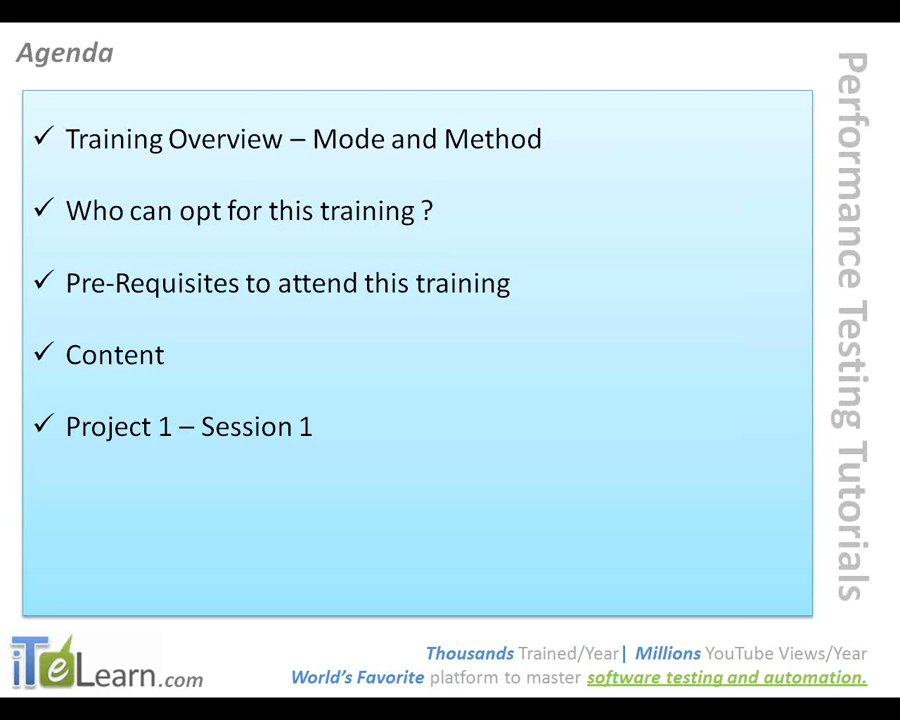 Agenda
✓ Training Overview – Mode and Method
✓ Who can opt for this training ?
✓ Pre-Requisites to attend this training
✓ Content
✓ Project 1 – Session 1
Performance Testing Tutorials
iTeLearn.com
Thousands Trained/Year| Millions YouTube Views/Year
World's Favorite platform to master software testing and automation.